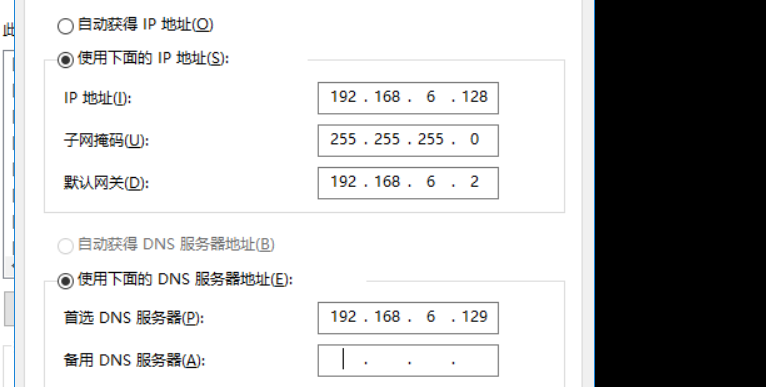 此
自动获得 IP 地址(O)
使用下面的 IP 地址(S):
IP 地址(I): 192 . 168 . 6 . 128
子网掩码(U): 255 . 255 . 255 . 0
默认网关(D): 192 . 168 . 6 . 2
自动获得 DNS 服务器地址(B)
使用下面的 DNS 服务器地址(E):
首选 DNS 服务器(P): 192 . 168 . 6 . 129
备用 DNS 服务器(A): . . .